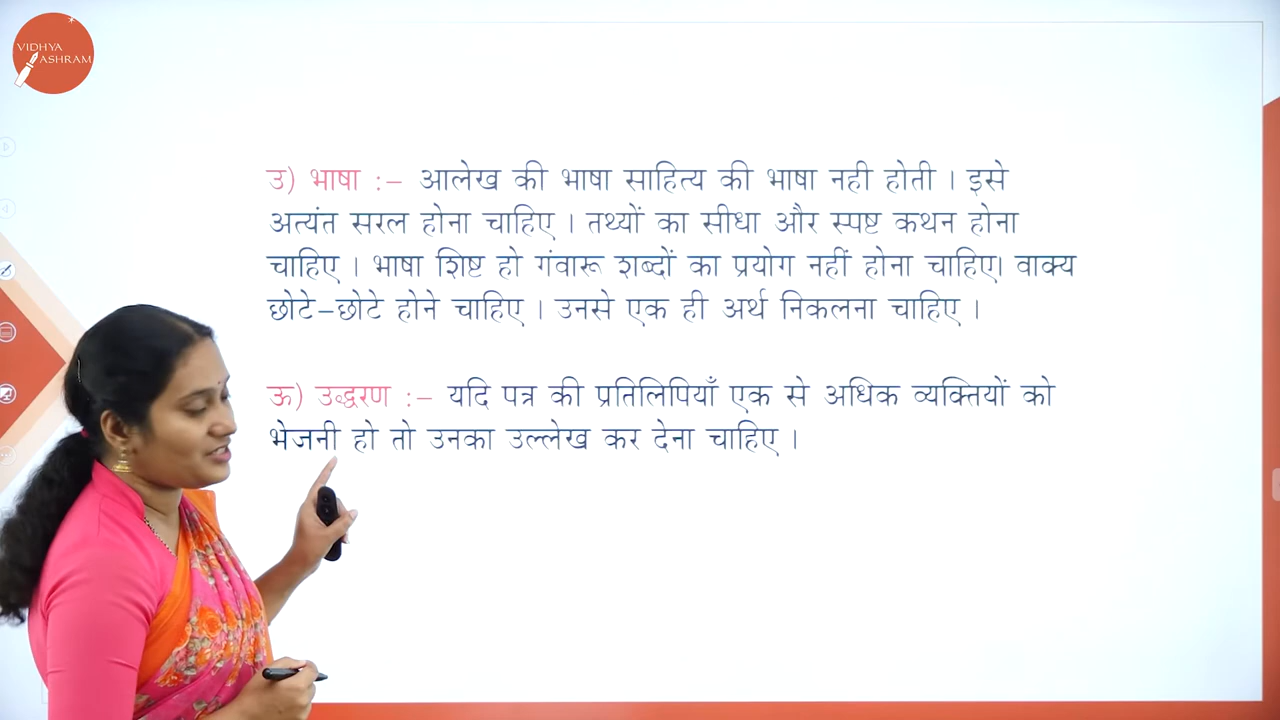 VIDHYA
ASHRAM
उ) भाषा :– आलेख की भाषा साहित्य की भाषा नही होती । इसे
अत्यंत सरल होना चाहिए । तथ्यों का सीधा और स्पष्ट कथन होना
चाहिए । भाषा शिष्ट हो गंवारू शब्दों का प्रयोग नहीं होना चाहिए। वाक्य
छोटे–छोटे होने चाहिए । उनसे एक ही अर्थ निकलना चाहिए ।
ऊ) उद्धरण :– यदि पत्र की प्रतिलिपियाँ एक से अधिक व्यक्तियों को
भेजनी हो तो उनका उल्लेख कर देना चाहिए ।